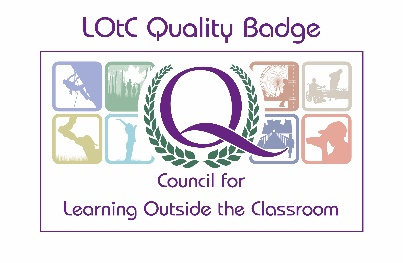 LOtC Quality Badge
Q
Council for
Learning Outside the Classroom